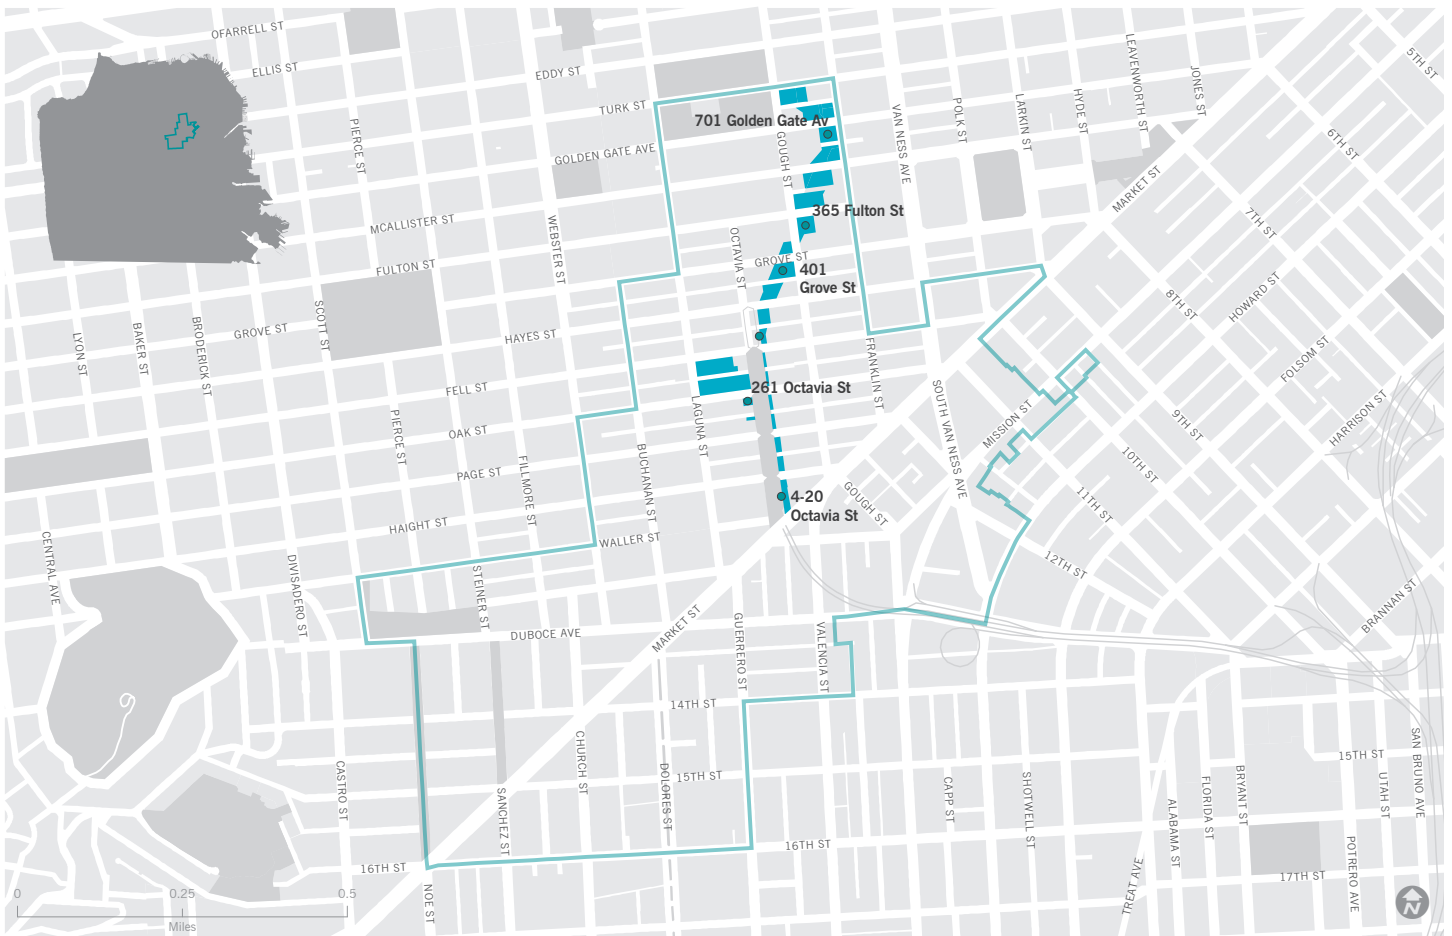 OFARRELL ST
ELLIS ST
EDDY ST
TURK ST
GOLDEN GATE AVE
MCALLISTER ST
FULTON ST
GROVE ST
HAYES ST
FELL ST
OAK ST
PAGE ST
HAIGHT ST
WALLER ST
DUBOCE AVE
14TH ST
15TH ST
16TH ST
16TH ST
15TH ST
17TH ST
PIERCE ST
WEBSTER ST
SCOTT ST
BRODERICK ST
BAKER ST
LYON ST
PIERCE ST
FILLMORE ST
BUCHANAN ST
LAGUNA ST
OCTAVIA ST
GOUGH ST
GROVE ST
VAN NESS AVE
POLK ST
LARKIN ST
HYDE ST
LEAVENWORTH ST
JONES ST
5TH ST
6TH ST
7TH ST
8TH ST
9TH ST
10TH ST
11TH ST
12TH ST
MARKET ST
HOWARD ST
FOLSOM ST
HARRISON ST
BRANNAN ST
MISSION ST
FRANKLIN ST
SOUTH VAN NESS AVE
GOUGH ST
701 Golden Gate Av
365 Fulton St
401
Grove St
261 Octavia St
4-20
Octavia St
CENTRAL AVE
DIVISADERO ST
STEINER ST
MARKET ST
GUERRERO ST
VALENCIA ST
CASTRO ST
NOE ST
SANCHEZ ST
CHURCH ST
DOLORES ST
CAPP ST
SHOTWELL ST
TREAT AVE
ALABAMA ST
FLORIDA ST
BRYANT ST
POTRERO AVE
UTAH ST
SAN BRUNO AVE
0
0.25
0.5
Miles
N